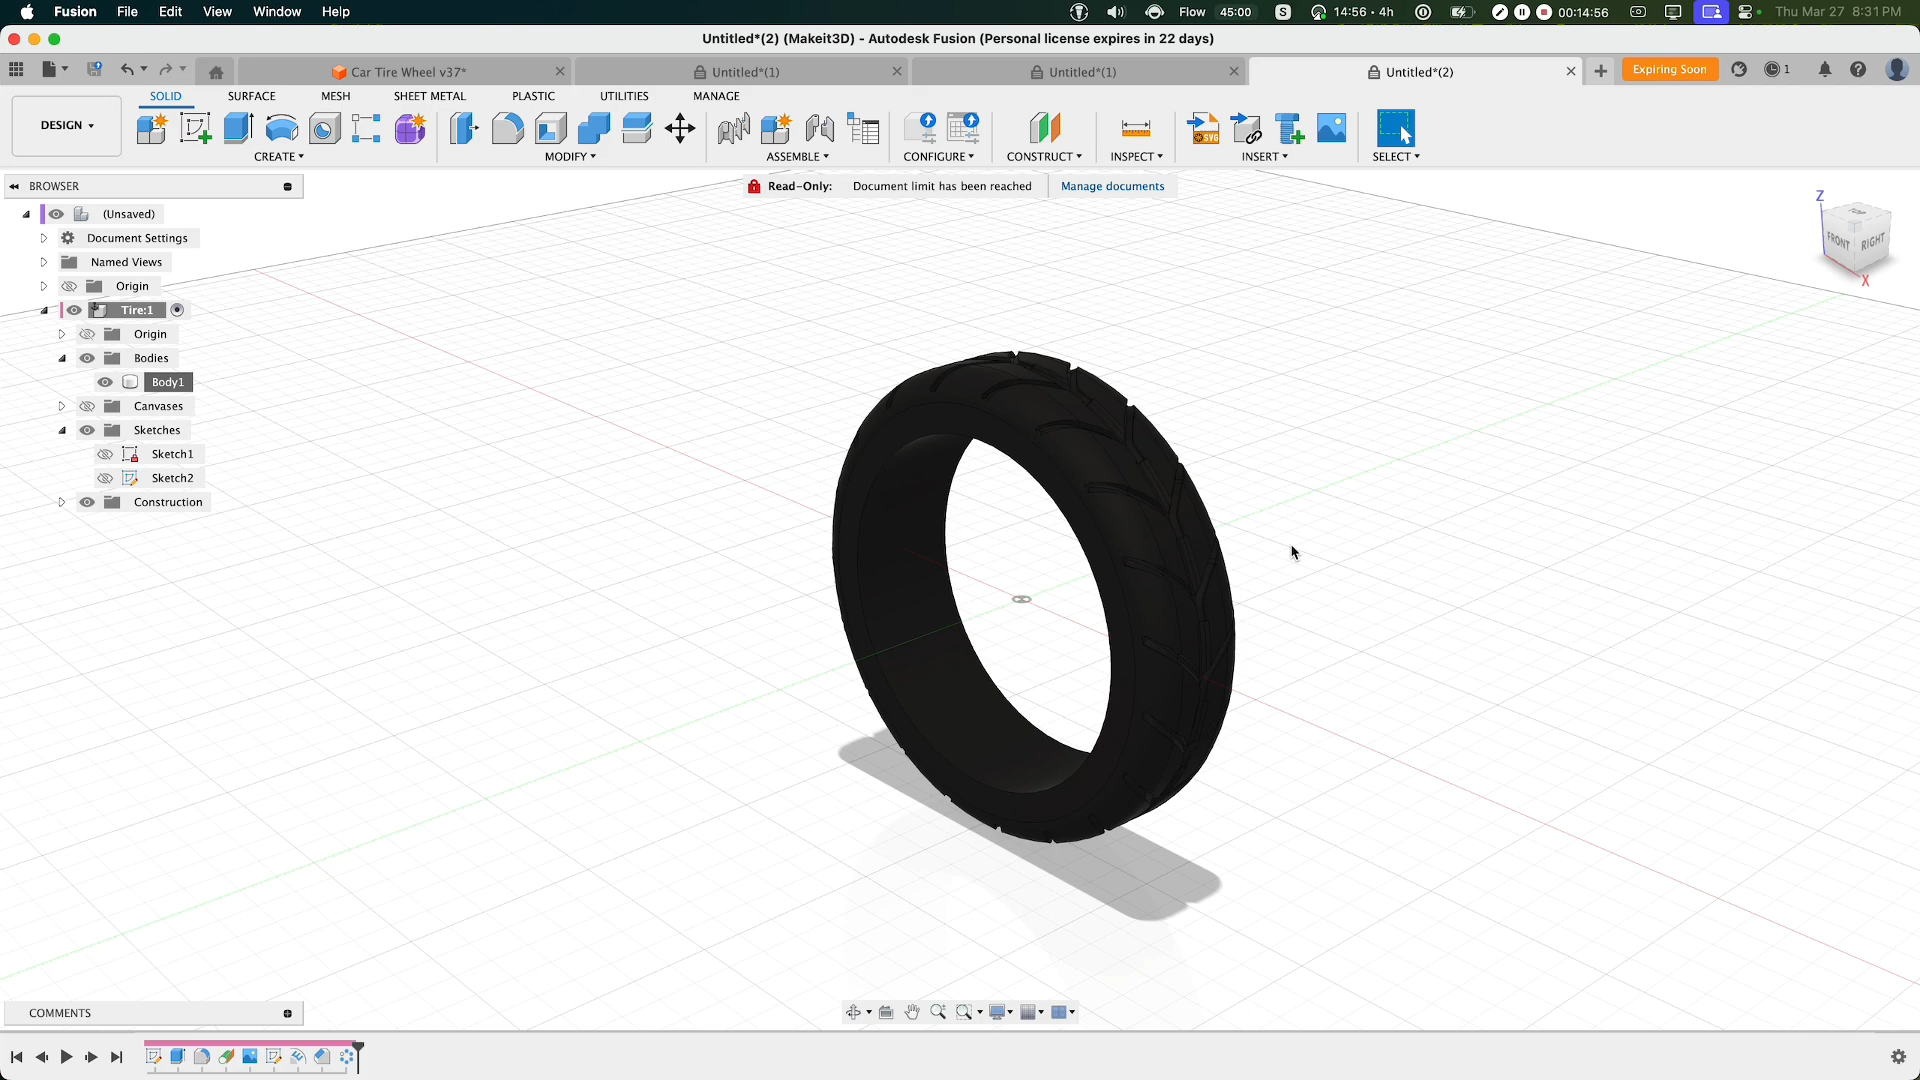 Fusion File Edit View Window Help Flow 45:00 S 14:56 • 4h 00:14:56 Thu Mar 27 8:31 PM
Untitled*(2) (Makeit3D) - Autodesk Fusion (Personal license expires in 22 days)
Car Tire Wheel v37* Untitled*(1) Untitled*(1) Untitled*(2) Expiring Soon 1
SOLID SURFACE MESH SHEET METAL PLASTIC UTILITIES MANAGE
DESIGN
SVG
CREATE MODIFY ASSEMBLE CONFIGURE CONSTRUCT INSPECT INSERT SELECT
BROWSER
Read-Only: Document limit has been reached Manage documents
(Unsaved)
Document Settings
Named Views
Origin
Tire:1
Origin
Bodies
Body1
Canvases
Sketches
Sketch1
Sketch2
Construction
Z
TOP
FRONT RIGHT
X
COMMENTS